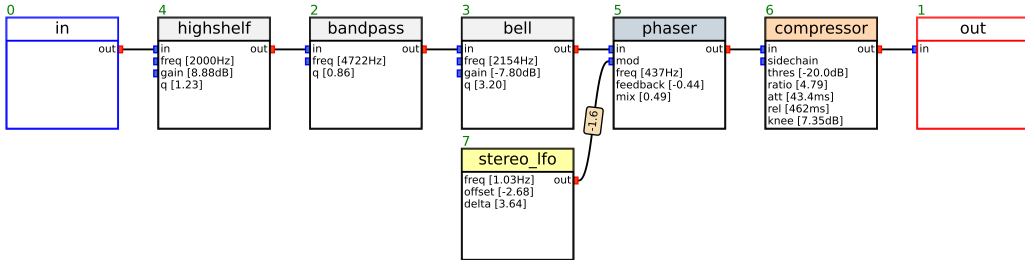 0
in
out
4
highshelf
in
out
freq [2000Hz]
gain [8.88dB]
q [1.23]
2
bandpass
in
out
freq [4722Hz]
q [0.86]
3
bell
in
out
freq [2154Hz]
gain [-7.80dB]
q [3.20]
5
phaser
in
out
mod
freq [437Hz]
feedback [-0.44]
mix [0.49]
6
compressor
in
out
sidechain
thres [-20.0dB]
ratio [4.79]
att [43.4ms]
rel [462ms]
knee [7.35dB]
1
out
in
7
stereo_lfo
freq [1.03Hz]
out
offset [-2.68]
delta [3.64]
-1.6